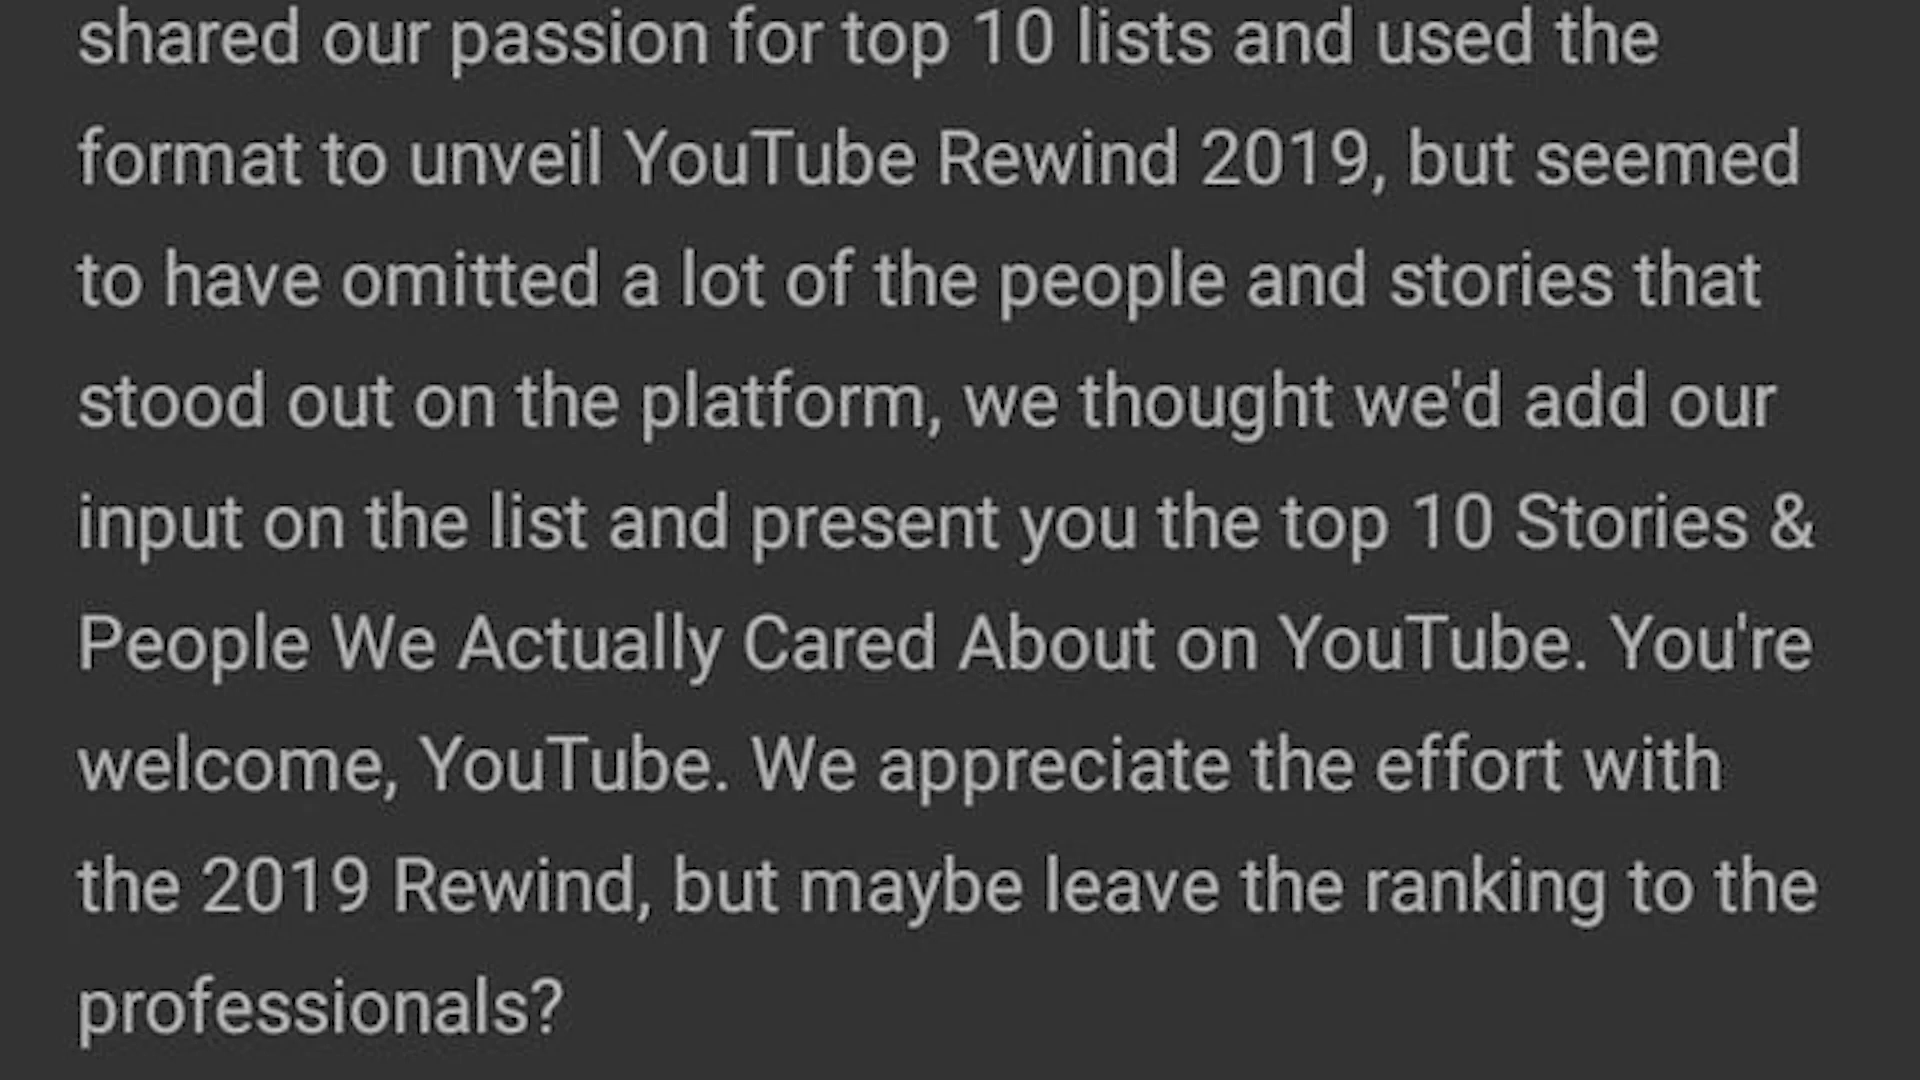 shared our passion for top 10 lists and used the
format to unveil YouTube Rewind 2019, but seemed
to have omitted a lot of the people and stories that
stood out on the platform, we thought we'd add our
input on the list and present you the top 10 Stories &
People We Actually Cared About on YouTube. You're
welcome, YouTube. We appreciate the effort with
the 2019 Rewind, but maybe leave the ranking to the
professionals?